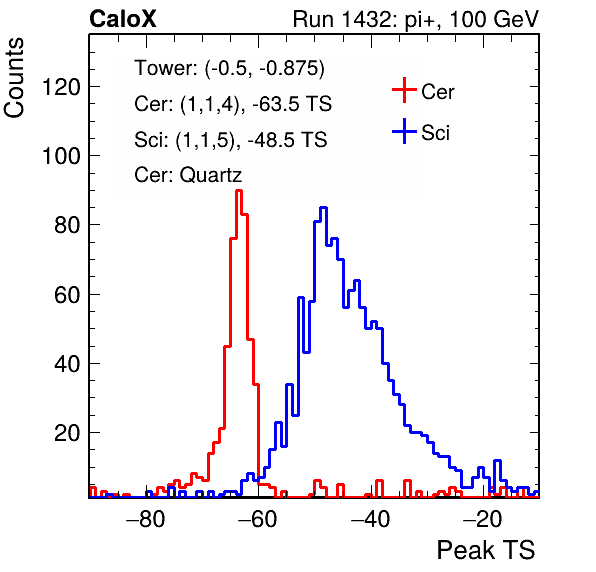 CaloX Run 1432: pi+, 100 GeV
Counts
Tower: (-0.5, -0.875)
Cer: (1,1,4), -63.5 TS
Sci: (1,1,5), -48.5 TS
Cer: Quartz
Cer
Sci
120
100
80
60
40
20
−80 −60 −40 −20
Peak TS